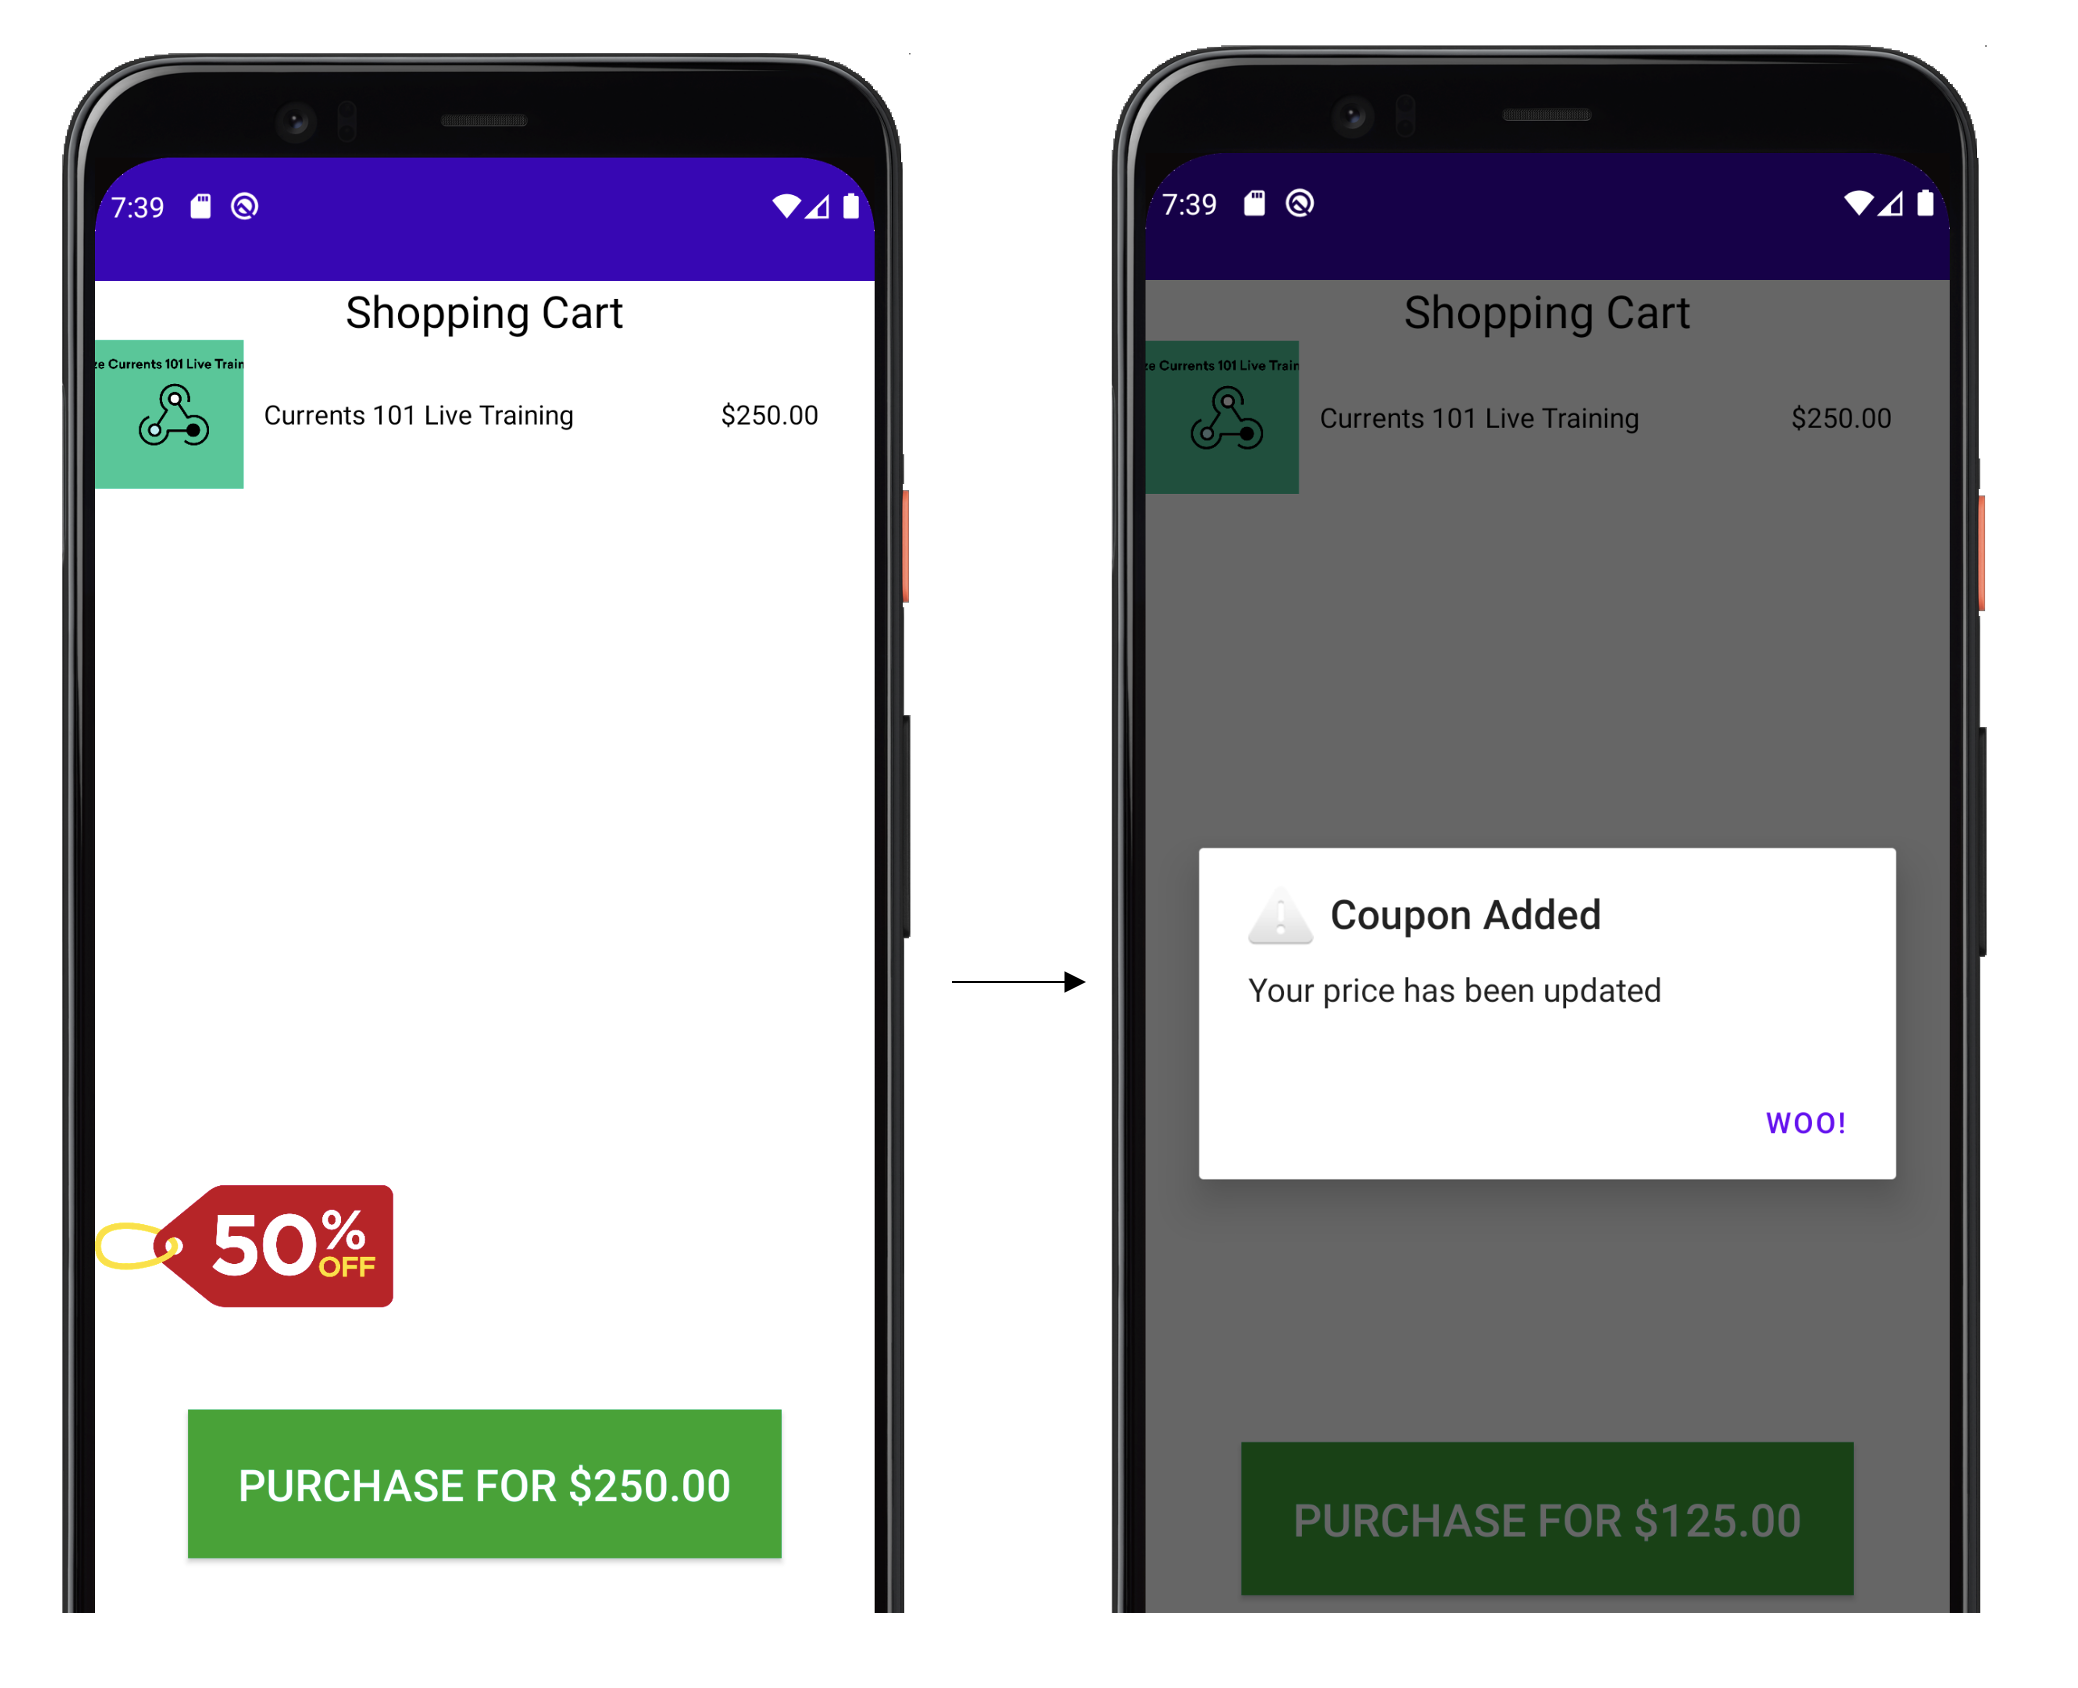 7:39
Shopping Cart
ze Currents 101 Live Train
Currents 101 Live Training
$250.00
50%
OFF
PURCHASE FOR $250.00
7:39
Shopping Cart
ze Currents 101 Live Train
Currents 101 Live Training
$250.00
Coupon Added
Your price has been updated
WOO!
PURCHASE FOR $125.00